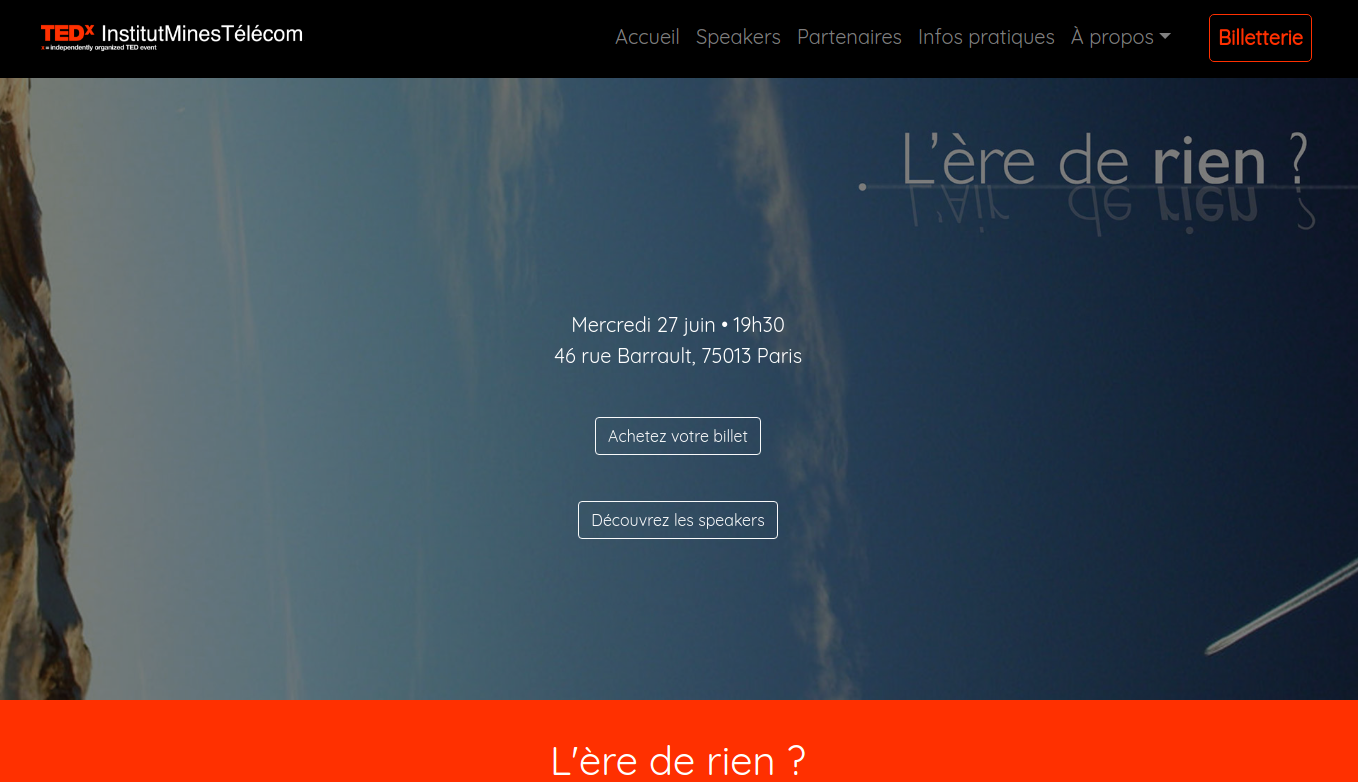 TEDx InstitutMinesTélécom
x = independently organized TED event
Accueil Speakers Partenaires Infos pratiques À propos Billetterie
L'ère de rien ?
L'Air de rien ?
Mercredi 27 juin • 19h30
46 rue Barrault, 75013 Paris
Achetez votre billet
Découvrez les speakers
L'ère de rien ?